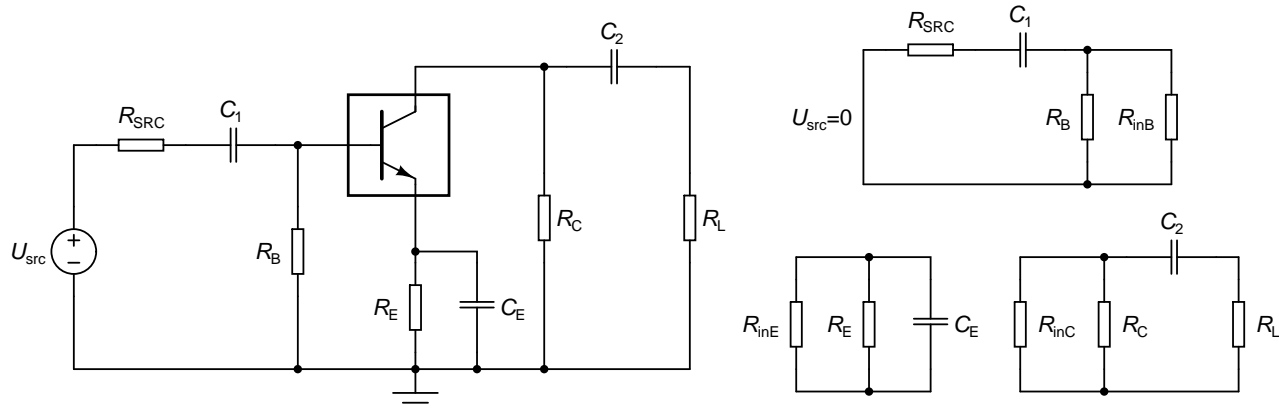 R_SRC
C_1
C_2
U_src
R_B
R_E
C_E
R_C
R_L
R_SRC
C_1
U_src=0
R_B
R_inB
R_inE
R_E
C_E
C_2
R_inC
R_C
R_L